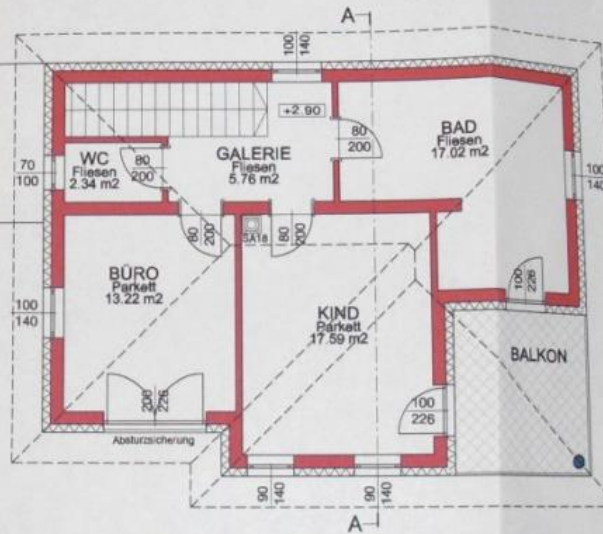 A
100
140
+2.90
WC
Fliesen
2.34 m2
80
200
GALERIE
Fliesen
5.76 m2
80
200
BAD
Fliesen
17.02 m2
70
100
100
140
80
200
SA18
80
200
BÜRO
Parkett
13.22 m2
100
140
KIND
Parkett
17.59 m2
100
226
BALKON
200
226
Absturzsicherung
100
226
90
140
90
140
A